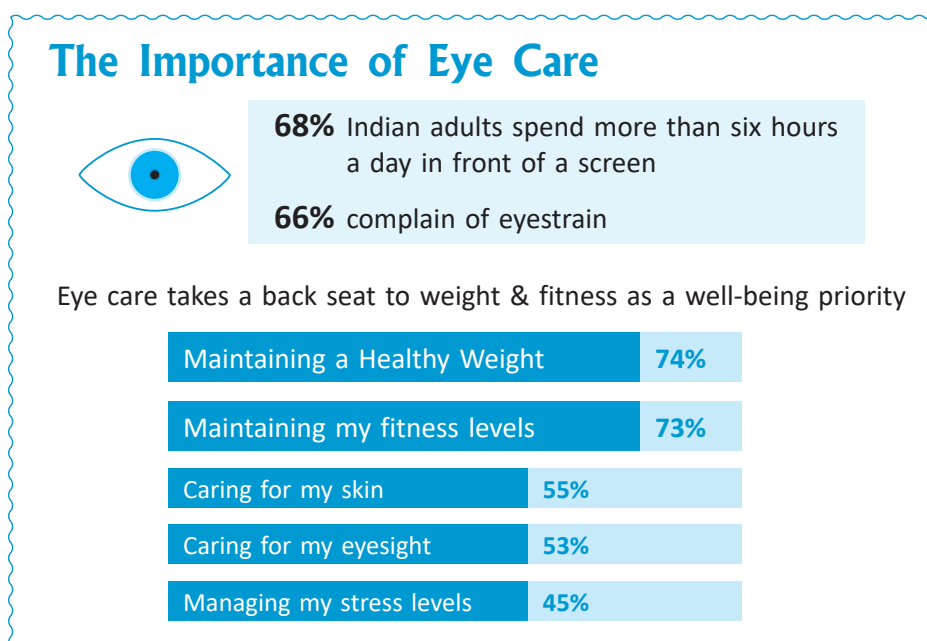 The Importance of Eye Care
68% Indian adults spend more than six hours
a day in front of a screen
66% complain of eyestrain
Eye care takes a back seat to weight & fitness as a well-being priority
Maintaining a Healthy Weight 74%
Maintaining my fitness levels 73%
Caring for my skin 55%
Caring for my eyesight 53%
Managing my stress levels 45%